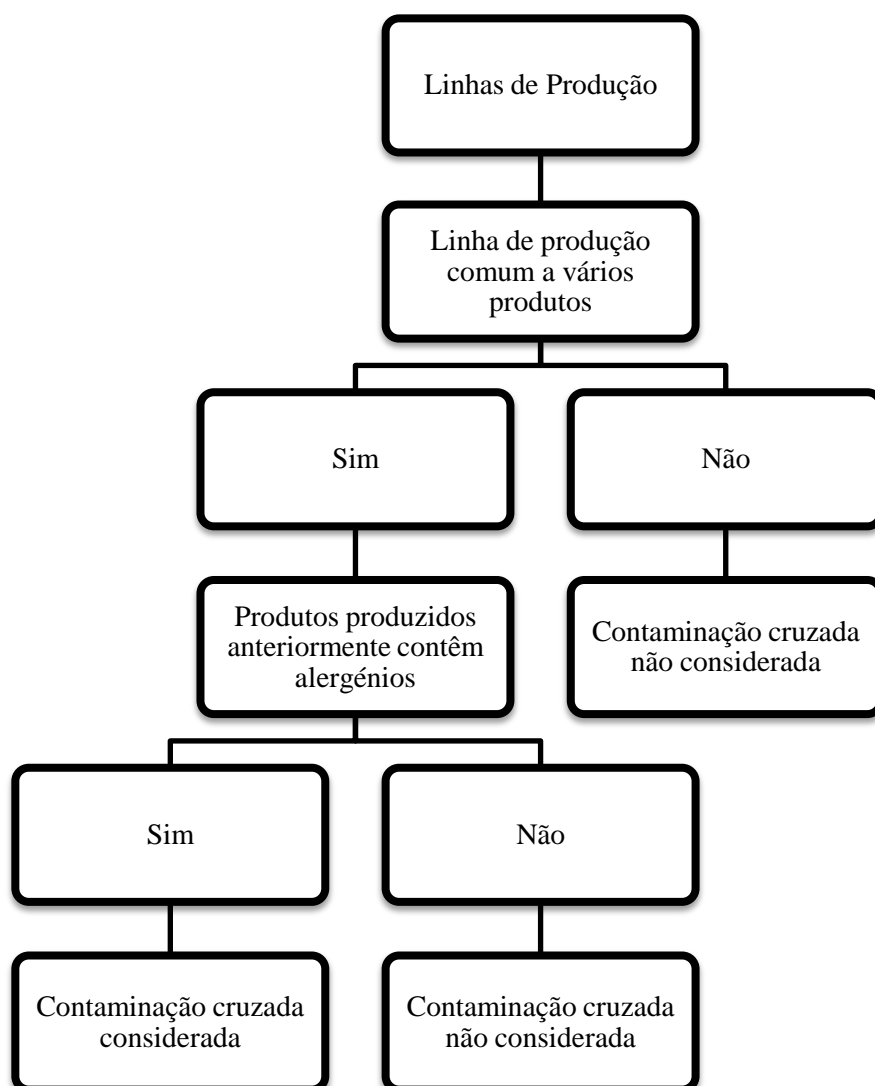 Linhas de Produção
Linha de produção
comum a vários
produtos
Sim
Não
Produtos produzidos
anteriormente contêm
alergénios
Contaminação cruzada
não considerada
Sim
Não
Contaminação cruzada
considerada
Contaminação cruzada
não considerada